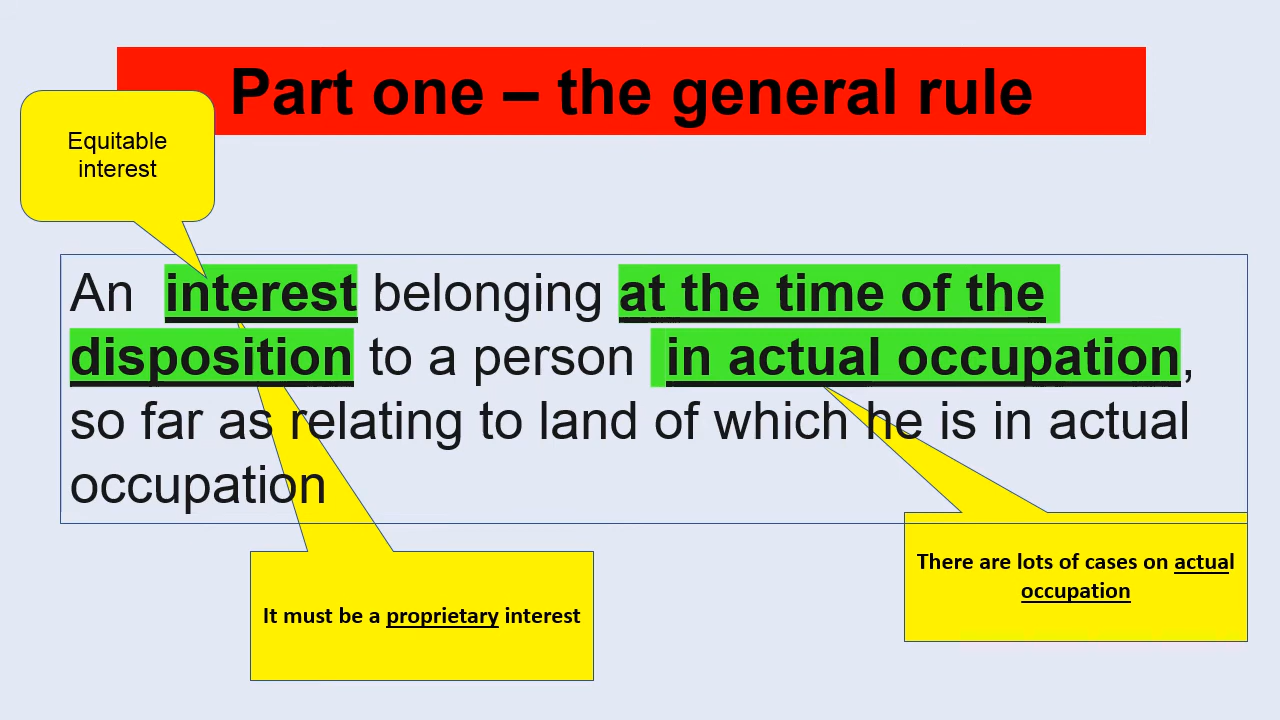 Part one – the general rule
Equitable
interest
An interest belonging at the time of the
disposition to a person in actual occupation,
so far as relating to land of which he is in actual
occupation
It must be a proprietary interest
There are lots of cases on actual
occupation